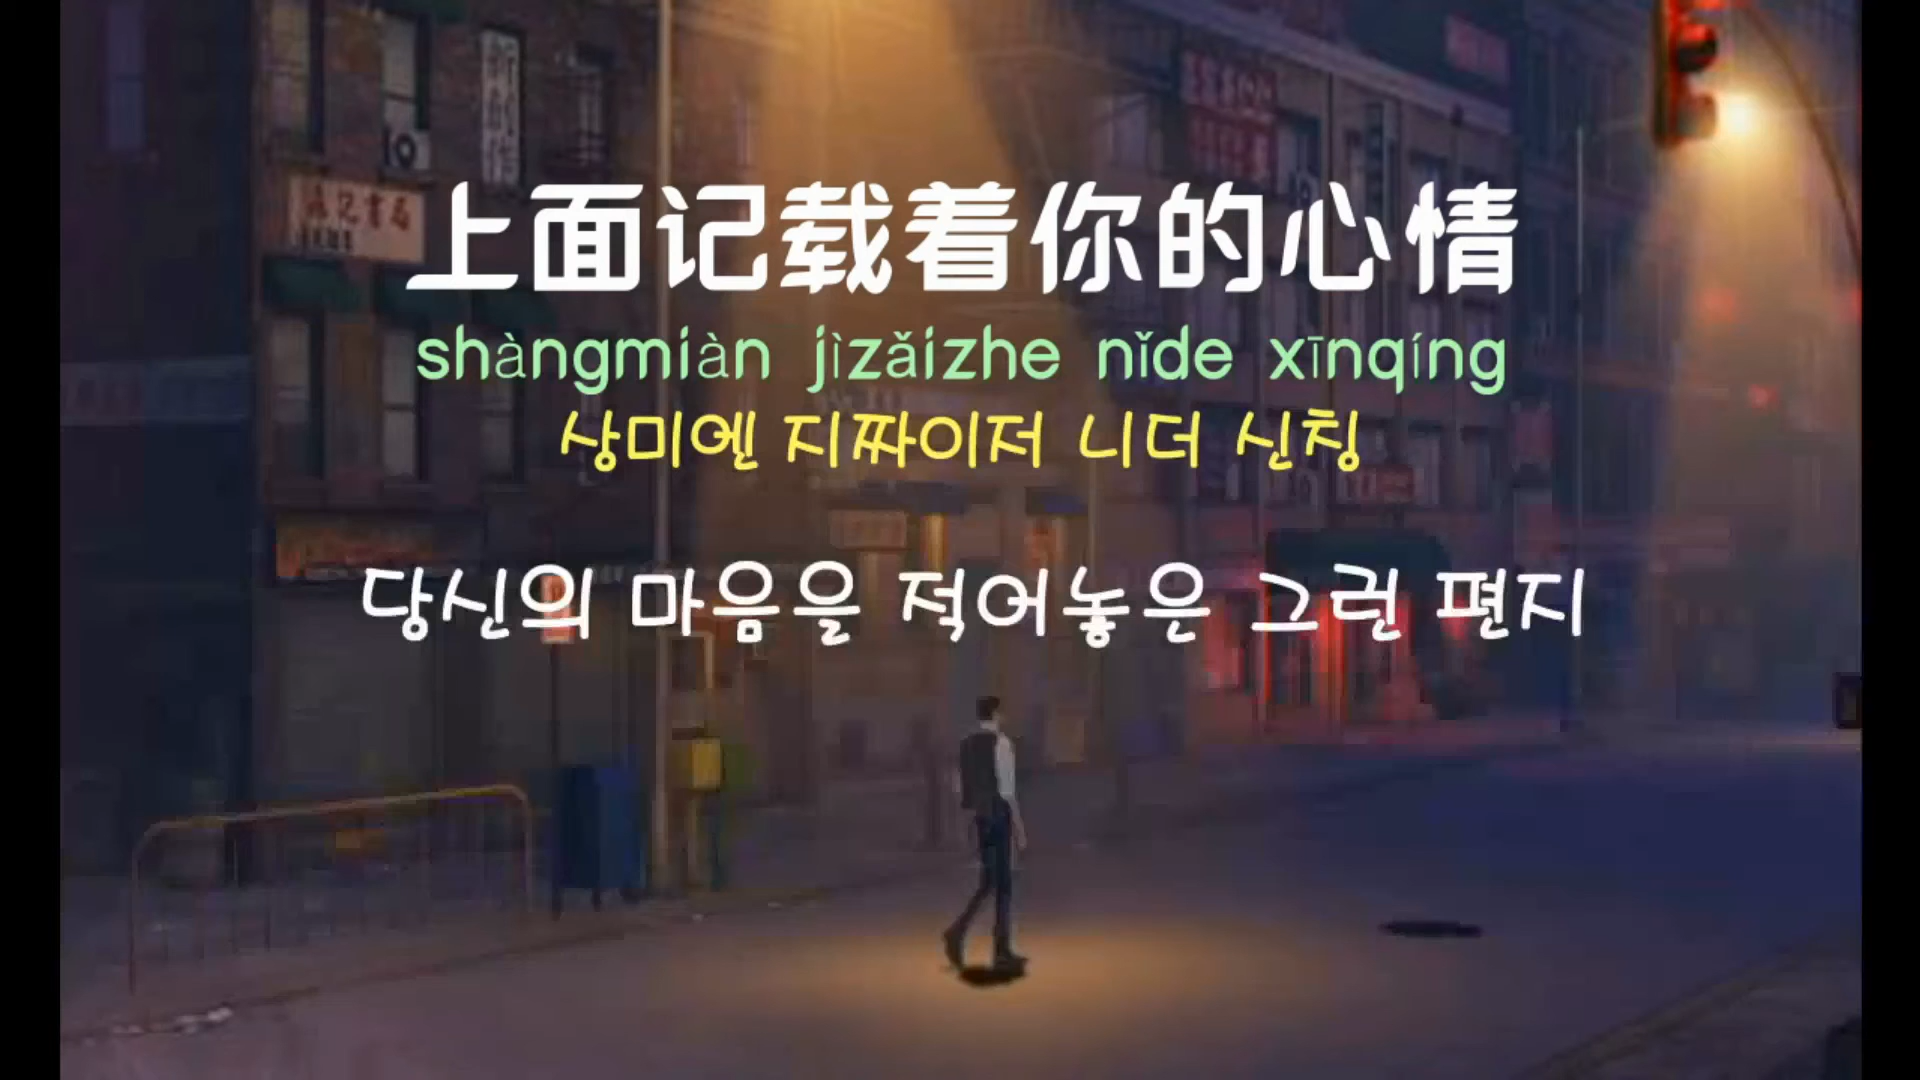 上面记载着你的心情
shàngmiàn jìzǎizhe nǐde xīnqíng
상미엔 지짜이저 니더 신칭
당신의 마음을 적어놓은 그런 편지